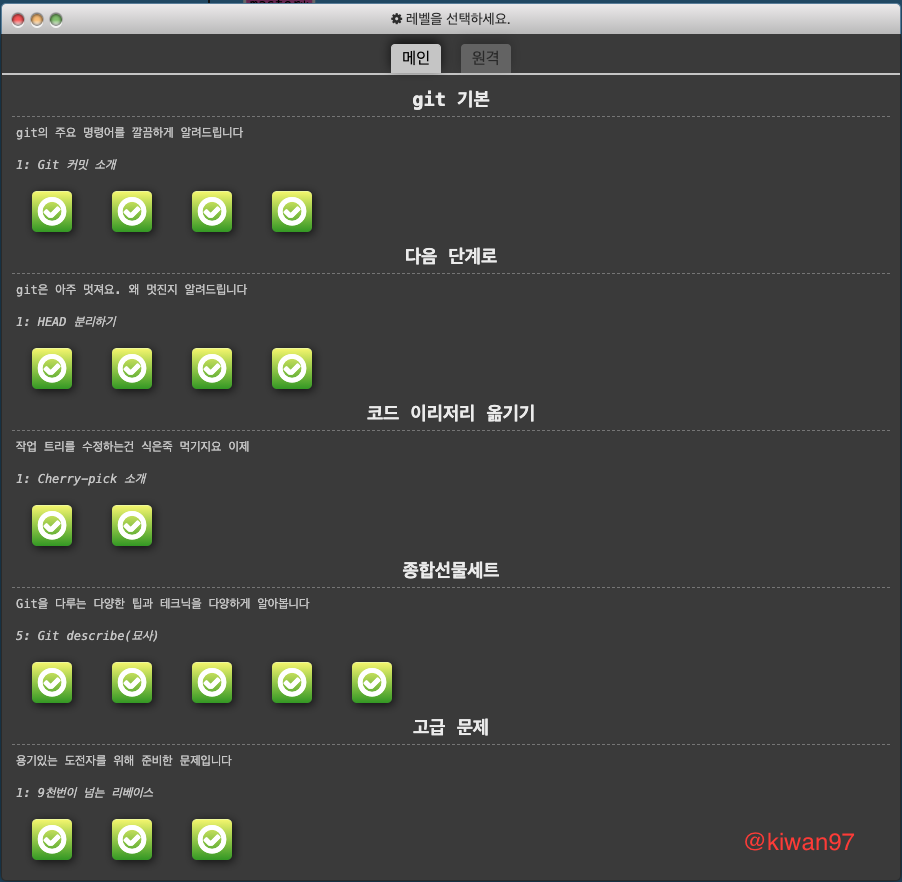 레벨을 선택하세요.
메인 원격
git 기본
git의 주요 명령어를 깔끔하게 알려드립니다
1: Git 커밋 소개
다음 단계로
git은 아주 멋져요. 왜 멋진지 알려드립니다
1: HEAD 분리하기
코드 이리저리 옮기기
작업 트리를 수정하는건 식은죽 먹기지요 이제
1: Cherry-pick 소개
종합선물세트
Git을 다루는 다양한 팁과 테크닉을 다양하게 알아봅니다
5: Git describe(묘사)
고급 문제
용기있는 도전자를 위해 준비한 문제입니다
1: 9천번이 넘는 리베이스
@kiwan97